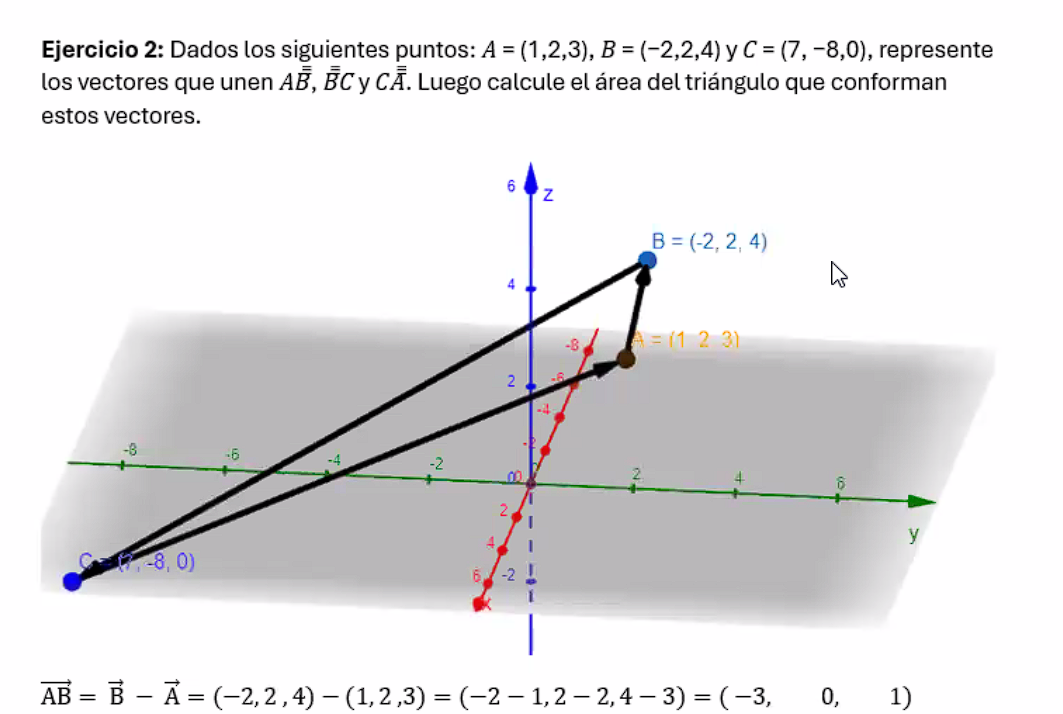 Ejercicio 2: Dados los siguientes puntos: A = (1,2,3), B = (−2,2,4) y C = (7, −8,0), represente
los vectores que unen AB̿, B̿C y CA̿. Luego calcule el área del triángulo que conforman
estos vectores.
6
z
B = (-2, 2, 4)
4
A = (1 2 3)
-8
2
-6
-4
-2
-8
-6
-4
-2
0
0
2
4
6
2
y
4
C = (7, -8, 0)
6
-2
x
AB⃗ = B⃗ − A⃗ = (−2,2 ,4) − (1,2 ,3) = (−2 − 1, 2 − 2, 4 − 3) = ( −3, 0, 1)